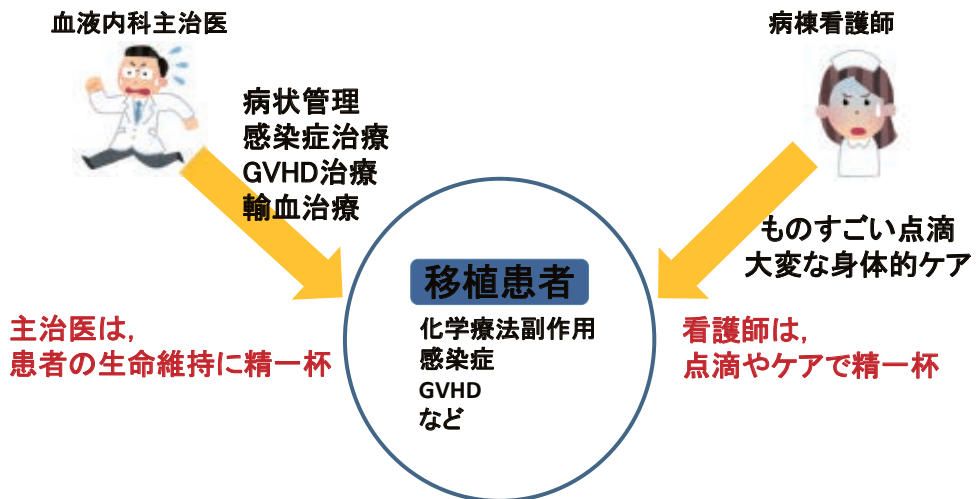 血液内科主治医
病棟看護師
病状管理
感染症治療
GVHD治療
輸血治療
ものすごい点滴
大変な身体的ケア
移植患者
化学療法副作用
感染症
GVHD
など
主治医は,
患者の生命維持に精一杯
看護師は,
点滴やケアで精一杯